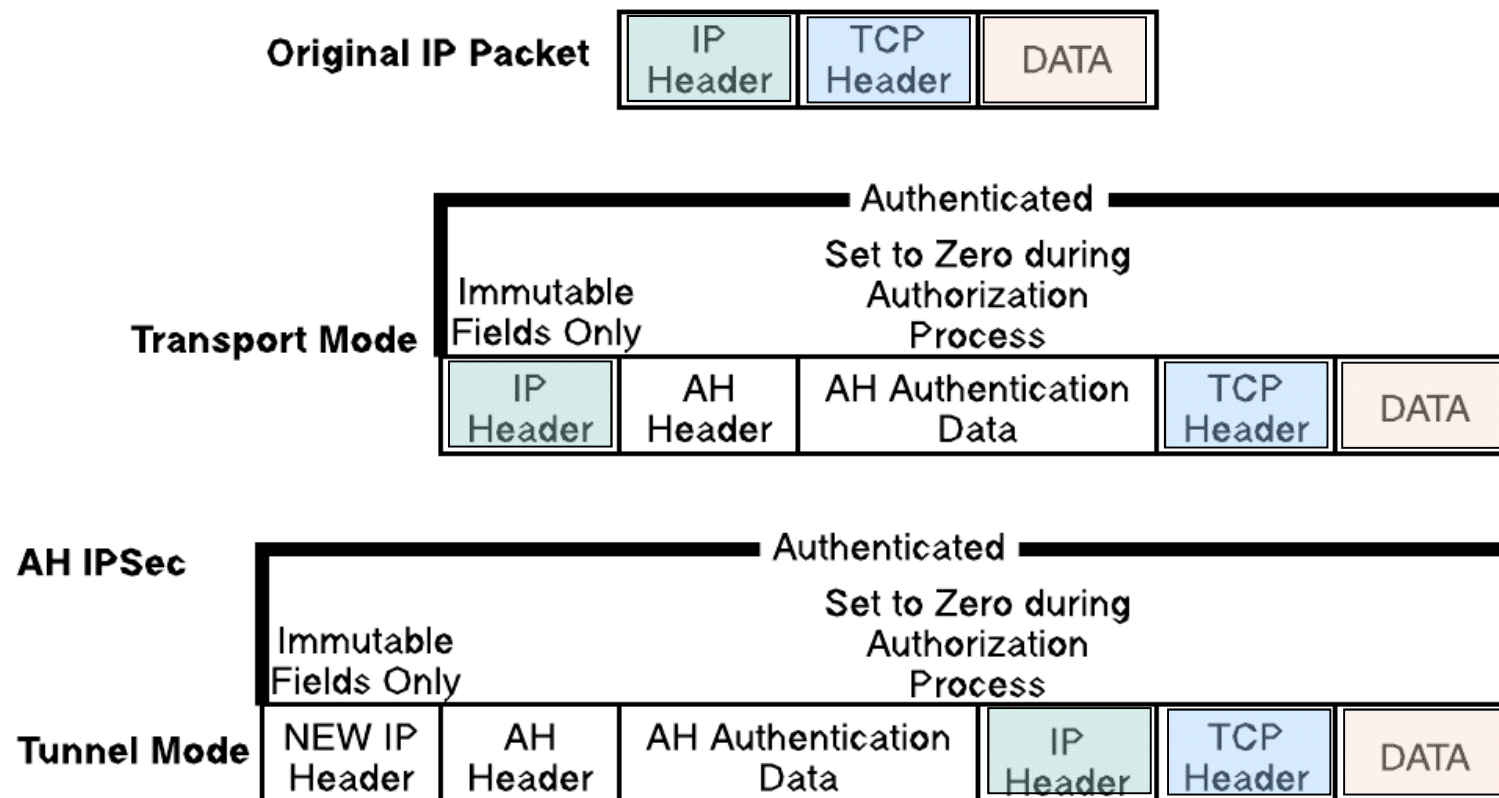 Original IP Packet
IP Header
TCP Header
DATA
Authenticated
Immutable Fields Only
Set to Zero during Authorization Process
Transport Mode
IP Header
AH Header
AH Authentication Data
TCP Header
DATA
AH IPSec
Authenticated
Immutable Fields Only
Set to Zero during Authorization Process
Tunnel Mode
NEW IP Header
AH Header
AH Authentication Data
IP Header
TCP Header
DATA